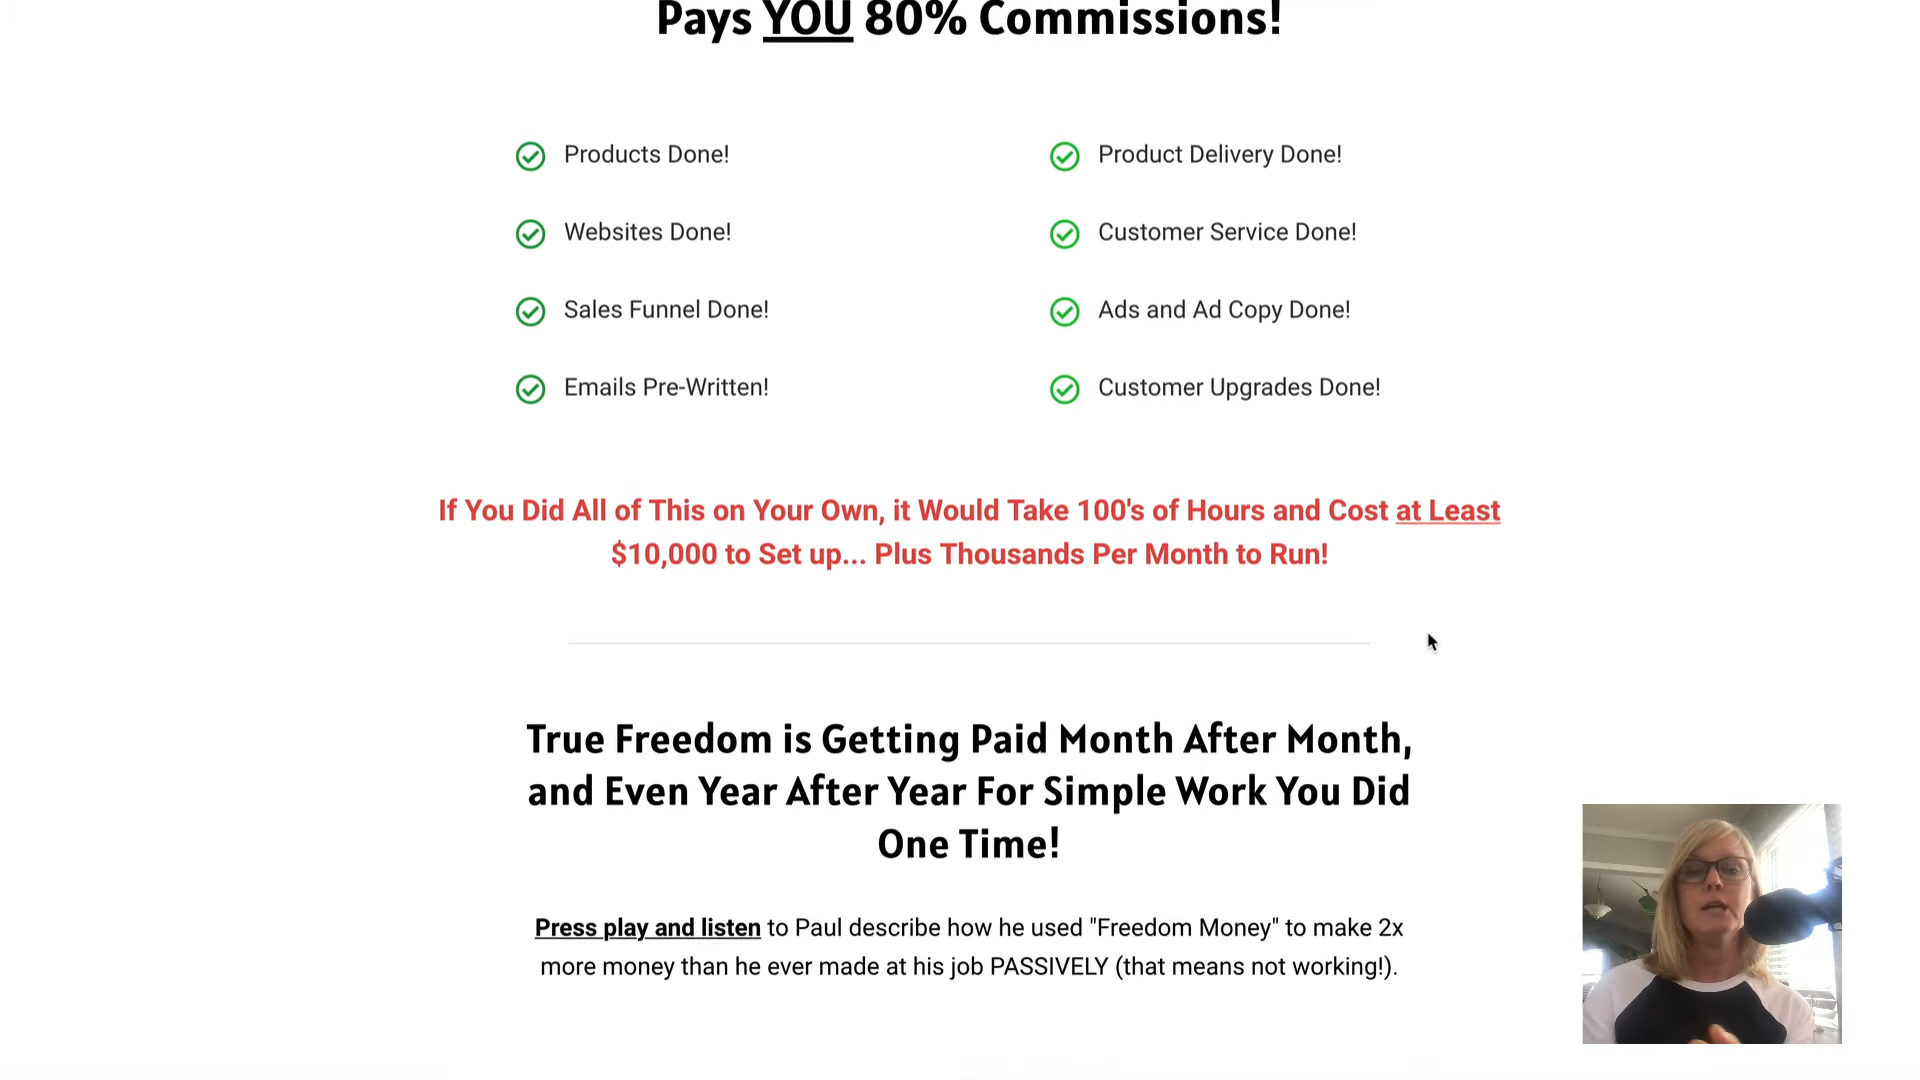 Pays YOU 80% Commissions!
Products Done!
Product Delivery Done!
Websites Done!
Customer Service Done!
Sales Funnel Done!
Ads and Ad Copy Done!
Emails Pre-Written!
Customer Upgrades Done!
If You Did All of This on Your Own, it Would Take 100's of Hours and Cost at Least
$10,000 to Set up... Plus Thousands Per Month to Run!
True Freedom is Getting Paid Month After Month,
and Even Year After Year For Simple Work You Did
One Time!
Press play and listen to Paul describe how he used "Freedom Money" to make 2x
more money than he ever made at his job PASSIVELY (that means not working!).